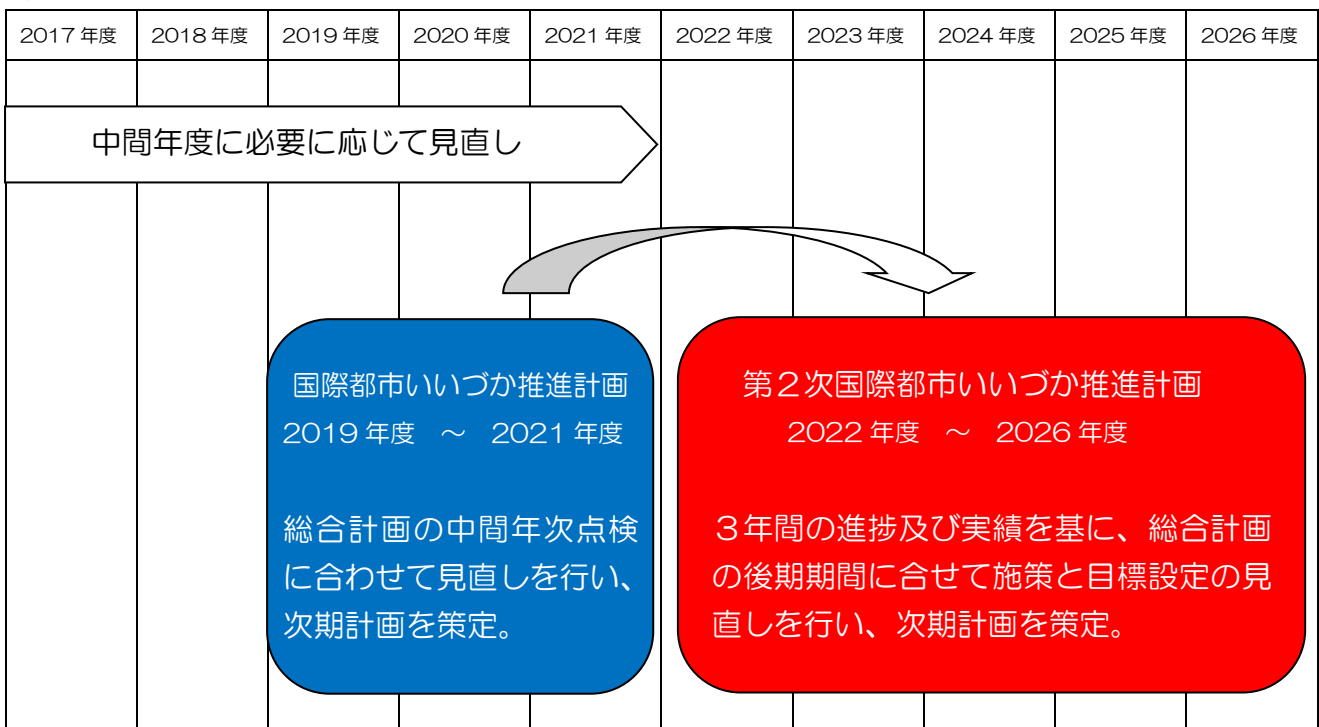 2017年度 2018年度 2019年度 2020年度 2021年度 2022年度 2023年度 2024年度 2025年度 2026年度
中間年度に必要に応じて見直し
国際都市いいづか推進計画
2019年度 ~ 2021年度
総合計画の中間年次点検
に合わせて見直しを行い、
次期計画を策定。
第2次国際都市いいづか推進計画
2022年度 ~ 2026年度
3年間の進捗及び実績を基に、総合計画
の後期期間に合せて施策と目標設定の見
直しを行い、次期計画を策定。